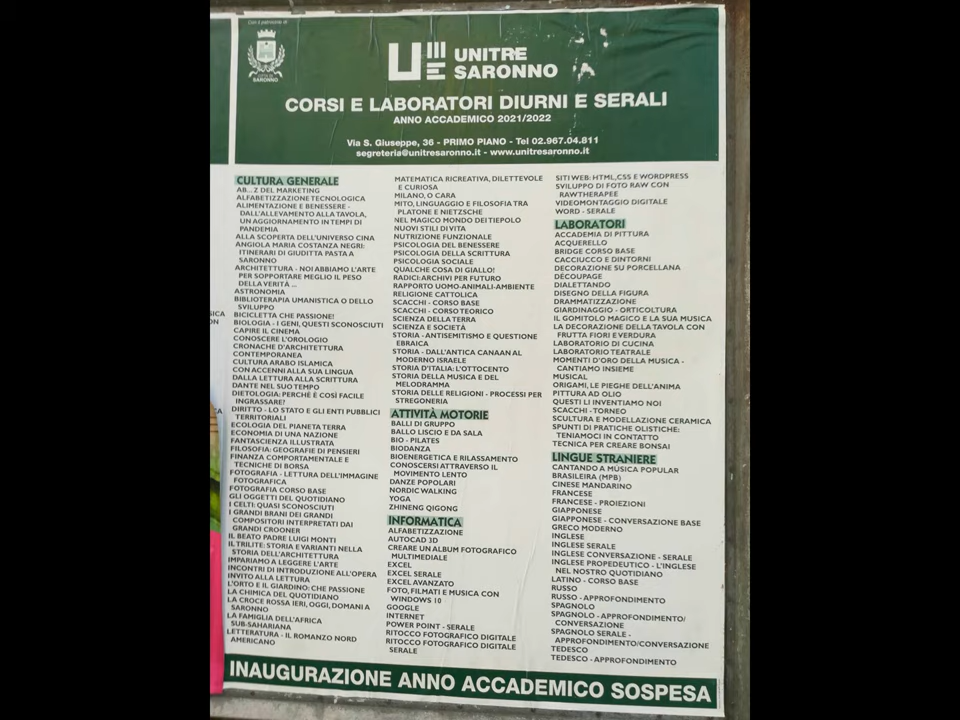 Con il patrocinio di
CITTÀ DI
SARONNO
UNITRE
SARONNO
CORSI E LABORATORI DIURNI E SERALI
ANNO ACCADEMICO 2021/2022
Via S. Giuseppe, 36 - PRIMO PIANO - Tel 02.967.04.811
segreteria@unitresaronno.it - www.unitresaronno.it
CULTURA GENERALE
AB... Z DEL MARKETING
ALFABETIZZAZIONE TECNOLOGICA
ALIMENTAZIONE E BENESSERE -
DALL'ALLEVAMENTO ALLA TAVOLA,
UN AGGIORNAMENTO IN TEMPI DI
PANDEMIA
ALLA SCOPERTA DELL'UNIVERSO CINA
ANGIOLA MARIA COSTANZA NEGRI:
ITINERARI DI GIUDITTA PASTA A
SARONNO
ARCHITETTURA - NOI ABBIAMO L'ARTE
PER SOPPORTARE MEGLIO IL PESO
DELLA VERITÀ ...
ASTRONOMIA
BIBLIOTERAPIA UMANISTICA O DELLO
SVILUPPO
BICICLETTA CHE PASSIONE!
BIOLOGIA - I GENI, QUESTI SCONOSCIUTI
CAPIRE IL CINEMA
CONOSCERE L'OROLOGIO
CRONACHE D'ARCHITETTURA
CONTEMPORANEA
CULTURA ARABO ISLAMICA
CON ACCENNI ALLA SUA LINGUA
DALLA LETTURA ALLA SCRITTURA
DANTE NEL SUO TEMPO
DIETOLOGIA: PERCHÈ È COSÌ FACILE
INGRASSARE?
DIRITTO - LO STATO E GLI ENTI PUBBLICI
TERRITORIALI
ECOLOGIA DEL PIANETA TERRA
ECONOMIA DI UNA NAZIONE
FANTASCIENZA ILLUSTRATA
FILOSOFIA: GEOGRAFIE DI PENSIERI
FINANZA COMPORTAMENTALE E
TECNICHE DI BORSA
FOTOGRAFIA - LETTURA DELL'IMMAGINE
FOTOGRAFICA
FOTOGRAFIA CORSO BASE
GLI OGGETTI DEL QUOTIDIANO
I CELTI: QUASI SCONOSCIUTI
I GRANDI BRANI DEI GRANDI
COMPOSITORI INTERPRETATI DAI
GRANDI CROONER
IL BEATO PADRE LUIGI MONTI
IL TRILITE: STORIA E VARIANTI NELLA
STORIA DELL'ARCHITETTURA
IMPARIAMO A LEGGERE L'ARTE
INCONTRI DI INTRODUZIONE ALL'OPERA
INVITO ALLA LETTURA
L'ORTO E IL GIARDINO: CHE PASSIONE
LA CHIMICA DEL QUOTIDIANO
LA CROCE ROSSA IERI, OGGI, DOMANI A
SARONNO
LA FAMIGLIA DELL'AFRICA
SUB-SAHARIANA
LETTERATURA - IL ROMANZO NORD
AMERICANO
MATEMATICA RICREATIVA, DILETTEVOLE
E CURIOSA
MILANO, O CARA
MITO, LINGUAGGIO E FILOSOFIA TRA
PLATONE E NIETZSCHE
NEL MAGICO MONDO DEI TIEPOLO
NUOVI STILI DI VITA
NUTRIZIONE FUNZIONALE
PSICOLOGIA DEL BENESSERE
PSICOLOGIA DELLA SCRITTURA
PSICOLOGIA SOCIALE
QUALCHE COSA DI GIALLO!
RADICI: ARCHIVI PER FUTURO
RAPPORTO UOMO-ANIMALI-AMBIENTE
RELIGIONE CATTOLICA
SCACCHI - CORSO BASE
SCACCHI - CORSO TEORICO
SCIENZA DELLA TERRA
SCIENZA E SOCIETÀ
STORIA - ANTISEMITISMO E QUESTIONE
EBRAICA
STORIA - DALL'ANTICA CANAAN AL
MODERNO ISRAELE
STORIA D'ITALIA: L'OTTOCENTO
STORIA DELLA MUSICA E DEL
MELODRAMMA
STORIA DELLE RELIGIONI - PROCESSI PER
STREGONERIA
ATTIVITÀ MOTORIE
BALLI DI GRUPPO
BALLO LISCIO E DA SALA
BIO - PILATES
BIODANZA
BIOENERGETICA E RILASSAMENTO
CONOSCERSI ATTRAVERSO IL
MOVIMENTO LENTO
DANZE POPOLARI
NORDIC WALKING
YOGA
ZHINENG QIGONG
INFORMATICA
ALFABETIZZAZIONE
AUTOCAD 3D
CREARE UN ALBUM FOTOGRAFICO
MULTIMEDIALE
EXCEL
EXCEL SERALE
EXCEL AVANZATO
FOTO, FILMATI E MUSICA CON
WINDOWS 10
GOOGLE
INTERNET
POWER POINT - SERALE
RITOCCO FOTOGRAFICO DIGITALE
RITOCCO FOTOGRAFICO DIGITALE
SERALE
SITI WEB: HTML,CSS E WORDPRESS
SVILUPPO DI FOTO RAW CON
RAWTHERAPEE
VIDEOMONTAGGIO DIGITALE
WORD - SERALE
LABORATORI
ACCADEMIA DI PITTURA
ACQUERELLO
BRIDGE CORSO BASE
CACCIUCCO E DINTORNI
DECORAZIONE SU PORCELLANA
DÉCOUPAGE
DIALETTANDO
DISEGNO DELLA FIGURA
DRAMMATIZZAZIONE
GIARDINAGGIO - ORTICOLTURA
IL GOMITOLO MAGICO E LA SUA MUSICA
LA DECORAZIONE DELLA TAVOLA CON
FRUTTA FIORI E VERDURA
LABORATORIO DI CUCINA
LABORATORIO TEATRALE
MOMENTI D'ORO DELLA MUSICA -
CANTIAMO INSIEME
MUSICAL
ORIGAMI, LE PIEGHE DELL'ANIMA
PITTURA AD OLIO
QUESTI LI INVENTIAMO NOI
SCACCHI - TORNEO
SCULTURA E MODELLAZIONE CERAMICA
SPUNTI DI PRATICHE OLISTICHE:
TENIAMOCI IN CONTATTO
TECNICA PER CREARE BONSAI
LINGUE STRANIERE
CANTANDO A MÚSICA POPULAR
BRASILEIRA (MPB)
CINESE MANDARINO
FRANCESE
FRANCESE - PROIEZIONI
GIAPPONESE
GIAPPONESE - CONVERSAZIONE BASE
GRECO MODERNO
INGLESE
INGLESE SERALE
INGLESE CONVERSAZIONE - SERALE
INGLESE PROPEDEUTICO - L'INGLESE
NEL NOSTRO QUOTIDIANO
LATINO - CORSO BASE
RUSSO
RUSSO - APPROFONDIMENTO
SPAGNOLO
SPAGNOLO - APPROFONDIMENTO/
CONVERSAZIONE
SPAGNOLO SERALE -
APPROFONDIMENTO/CONVERSAZIONE
TEDESCO
TEDESCO - APPROFONDIMENTO
INAUGURAZIONE ANNO ACCADEMICO SOSPESA